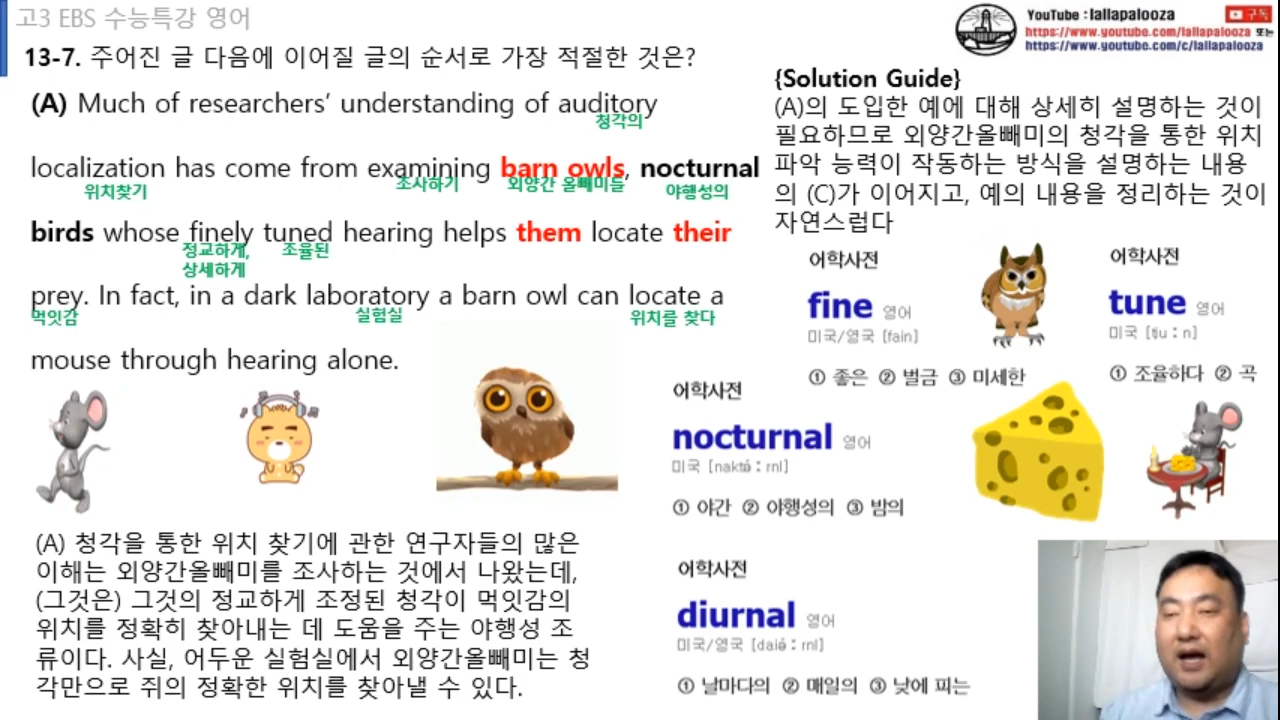 고3 EBS 수능특강 영어
YouTube : lallapalooza
구독
https://www.youtube.com/lallapalooza 또는
https://www.youtube.com/c/lallapalooza
13-7. 주어진 글 다음에 이어질 글의 순서로 가장 적절한 것은?
(A) Much of researchers’ understanding of auditory
청각의
localization has come from examining barn owls, nocturnal
위치찾기 조사하기 외양간 올빼미들 야행성의
birds whose finely tuned hearing helps them locate their
정교하게, 조율된
상세하게
prey. In fact, in a dark laboratory a barn owl can locate a
먹잇감 실험실 위치를 찾다
mouse through hearing alone.
{Solution Guide}
(A)의 도입한 예에 대해 상세히 설명하는 것이
필요하므로 외양간올빼미의 청각을 통한 위치
파악 능력이 작동하는 방식을 설명하는 내용
의 (C)가 이어지고, 예의 내용을 정리하는 것이
자연스럽다
어학사전
fine 영어
미국/영국 [fain]
① 좋은 ② 벌금 ③ 미세한
어학사전
tune 영어
미국 [tju:n]
① 조율하다 ② 곡
어학사전
nocturnal 영어
미국 [naktə́:rnl]
① 야간 ② 야행성의 ③ 밤의
어학사전
diurnal 영어
미국/영국 [daiə́:rnl]
① 날마다의 ② 매일의 ③ 낮에 피는
(A) 청각을 통한 위치 찾기에 관한 연구자들의 많은
이해는 외양간올빼미를 조사하는 것에서 나왔는데,
(그것은) 그것의 정교하게 조정된 청각이 먹잇감의
위치를 정확히 찾아내는 데 도움을 주는 야행성 조
류이다. 사실, 어두운 실험실에서 외양간올빼미는 청
각만으로 쥐의 정확한 위치를 찾아낼 수 있다.